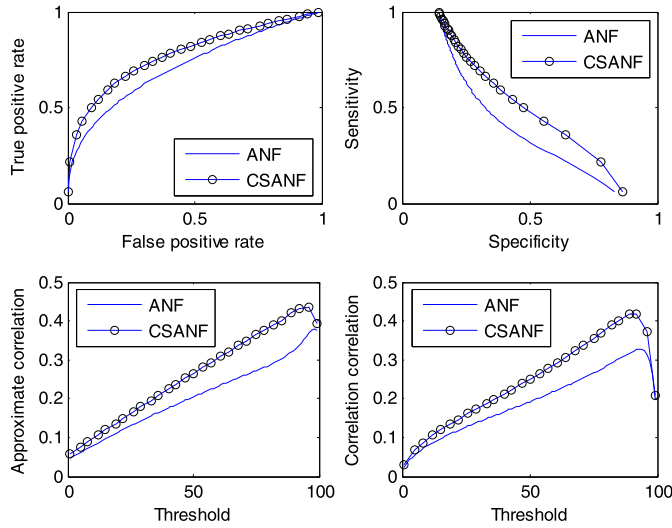 1
0.5
0
0
0.5
1
True positive rate
False positive rate
ANF
CSANF
1
0.5
0
0
0.5
1
Sensitivity
Specificity
ANF
CSANF
0.5
0.4
0.3
0.2
0.1
0
0
50
100
Approximate correlation
Threshold
ANF
CSANF
0.5
0.4
0.3
0.2
0.1
0
0
50
100
Correlation correlation
Threshold
ANF
CSANF